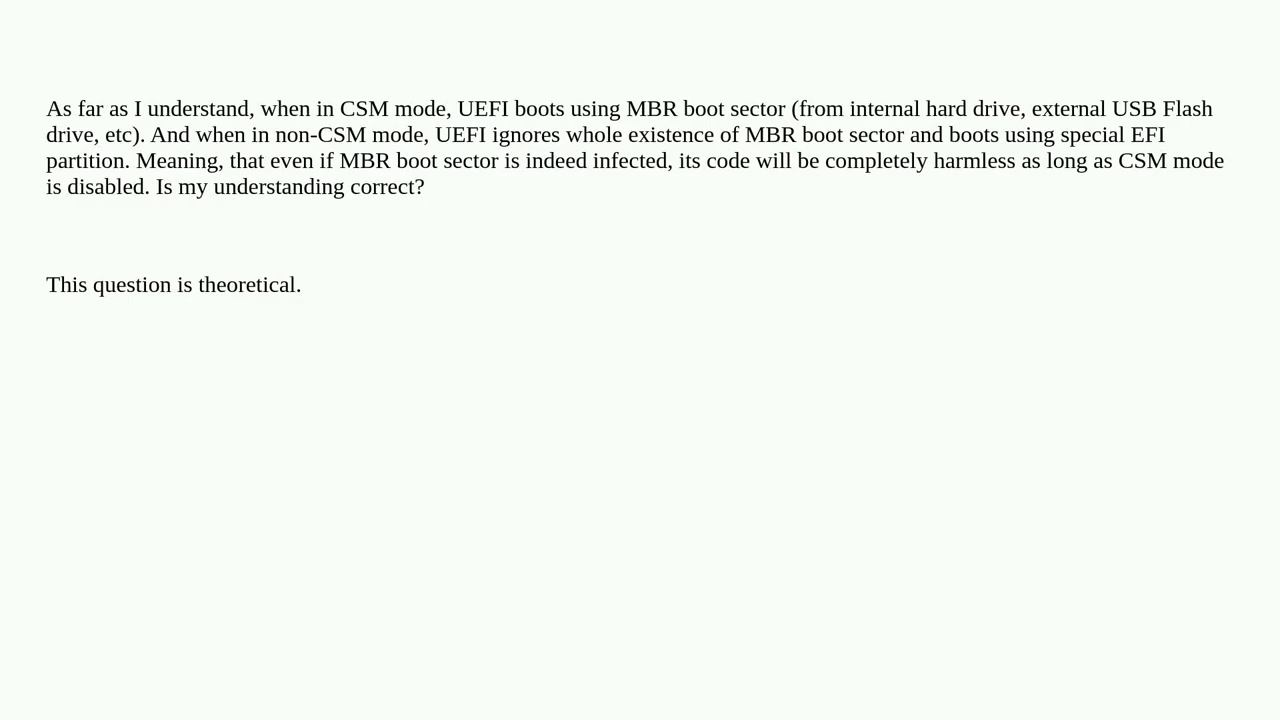 As far as I understand, when in CSM mode, UEFI boots using MBR boot sector (from internal hard drive, external USB Flash
drive, etc). And when in non-CSM mode, UEFI ignores whole existence of MBR boot sector and boots using special EFI
partition. Meaning, that even if MBR boot sector is indeed infected, its code will be completely harmless as long as CSM mode
is disabled. Is my understanding correct?
This question is theoretical.